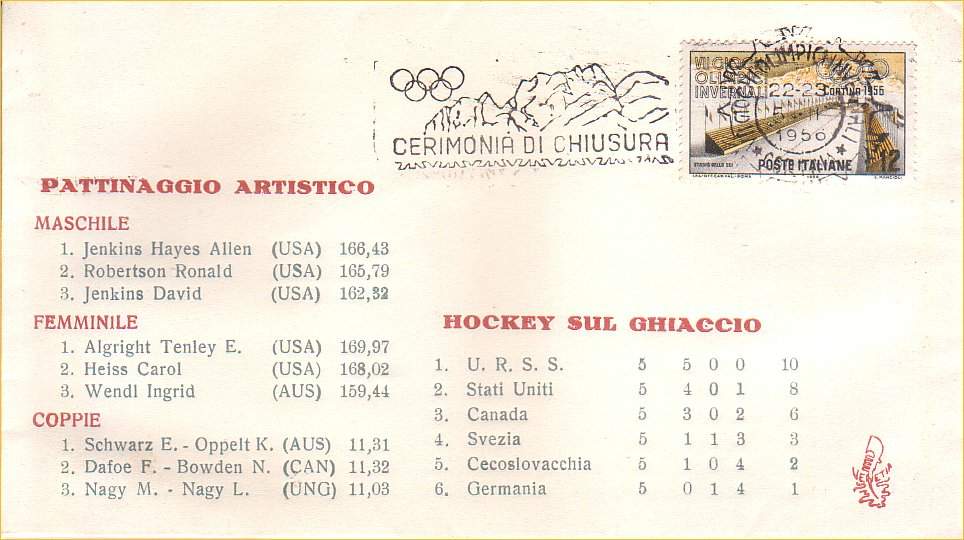 CERIMONIA DI CHIUSURA
VII GIO
OLI
INVERNALI
22-23
CORTINA 1956
5 - II
1956
POSTE ITALIANE
£12
PATTINAGGIO ARTISTICO
MASCHILE
1. Jenkins Hayes Allen (USA) 166,43
2. Robertson Ronald (USA) 165,79
3. Jenkins David (USA) 162,32
FEMMINILE
1. Algright Tenley E. (USA) 169,97
2. Heiss Carol (USA) 168,02
3. Wendl Ingrid (AUS) 159,44
COPPIE
1. Schwarz E. - Oppelt K. (AUS) 11,31
2. Dafoe F. - Bowden N. (CAN) 11,32
3. Nagy M. - Nagy L. (UNG) 11,03
HOCKEY SUL GHIACCIO
1. U. R. S. S. 5 5 0 0 10
2. Stati Uniti 5 4 0 1 8
3. Canada 5 3 0 2 6
4. Svezia 5 1 1 3 3
5. Cecoslovacchia 5 1 0 4 2
6. Germania 5 0 1 4 1